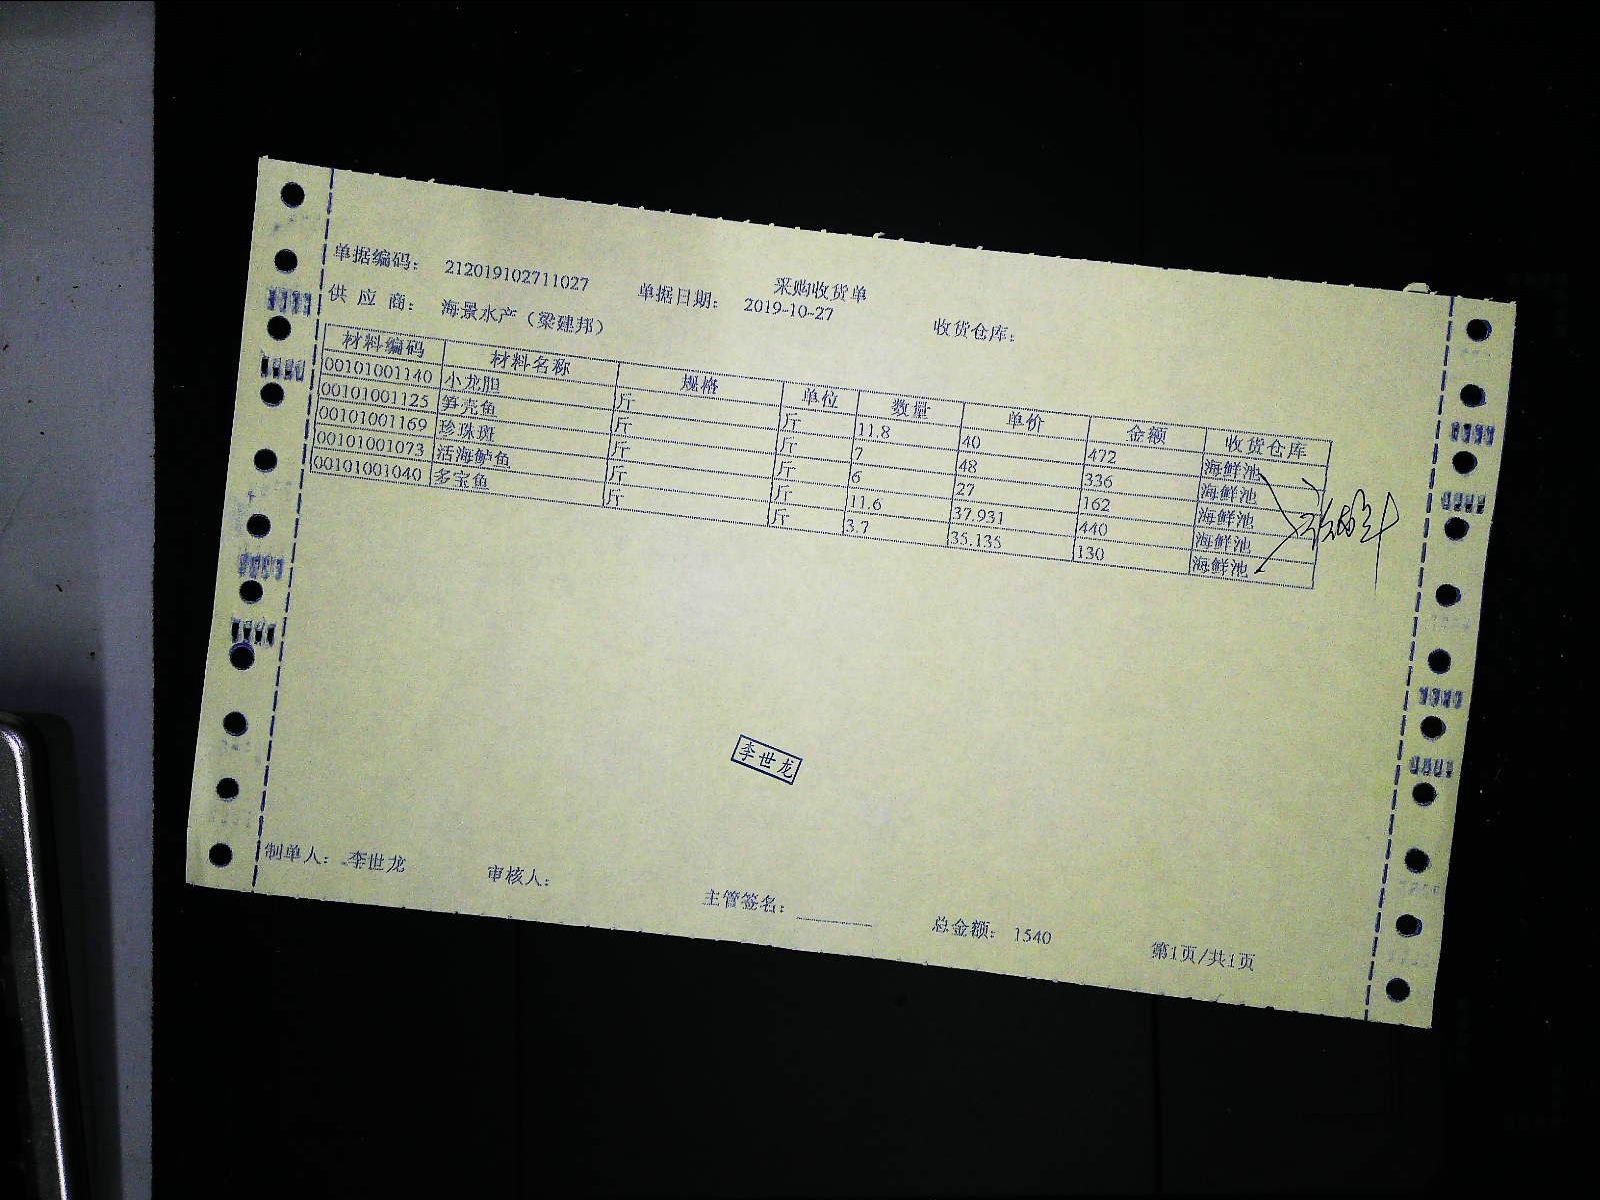 采购收货单
单据编码: 212019102711027 单据日期: 2019-10-27 收货仓库:
供应商: 海景水产（梁建邦）
材料编码 材料名称 规格 单位 数量 单价 金额 收货仓库
00101001140 小龙胆 斤 斤 11.8 40 472 海鲜池
00101001125 笋壳鱼 斤 斤 7 48 336 海鲜池
00101001169 珍珠斑 斤 斤 6 27 162 海鲜池
00101001073 活海鲈鱼 斤 斤 11.6 37.931 440 海鲜池
00101001040 多宝鱼 斤 斤 3.7 35.135 130 海鲜池
李世龙
制单人: 李世龙 审核人: 主管签名: 总金额: 1540 第1页/共1页